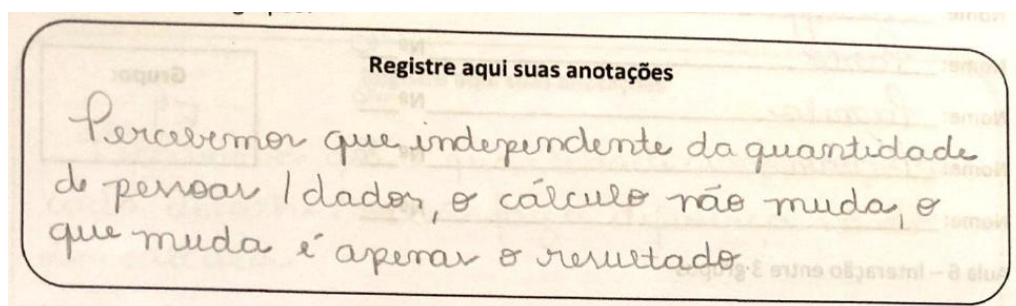 Registre aqui suas anotações
Percebemos que independente da quantidade
de pessoas / dados, o cálculo não muda, o
que muda é apenas o resultado.